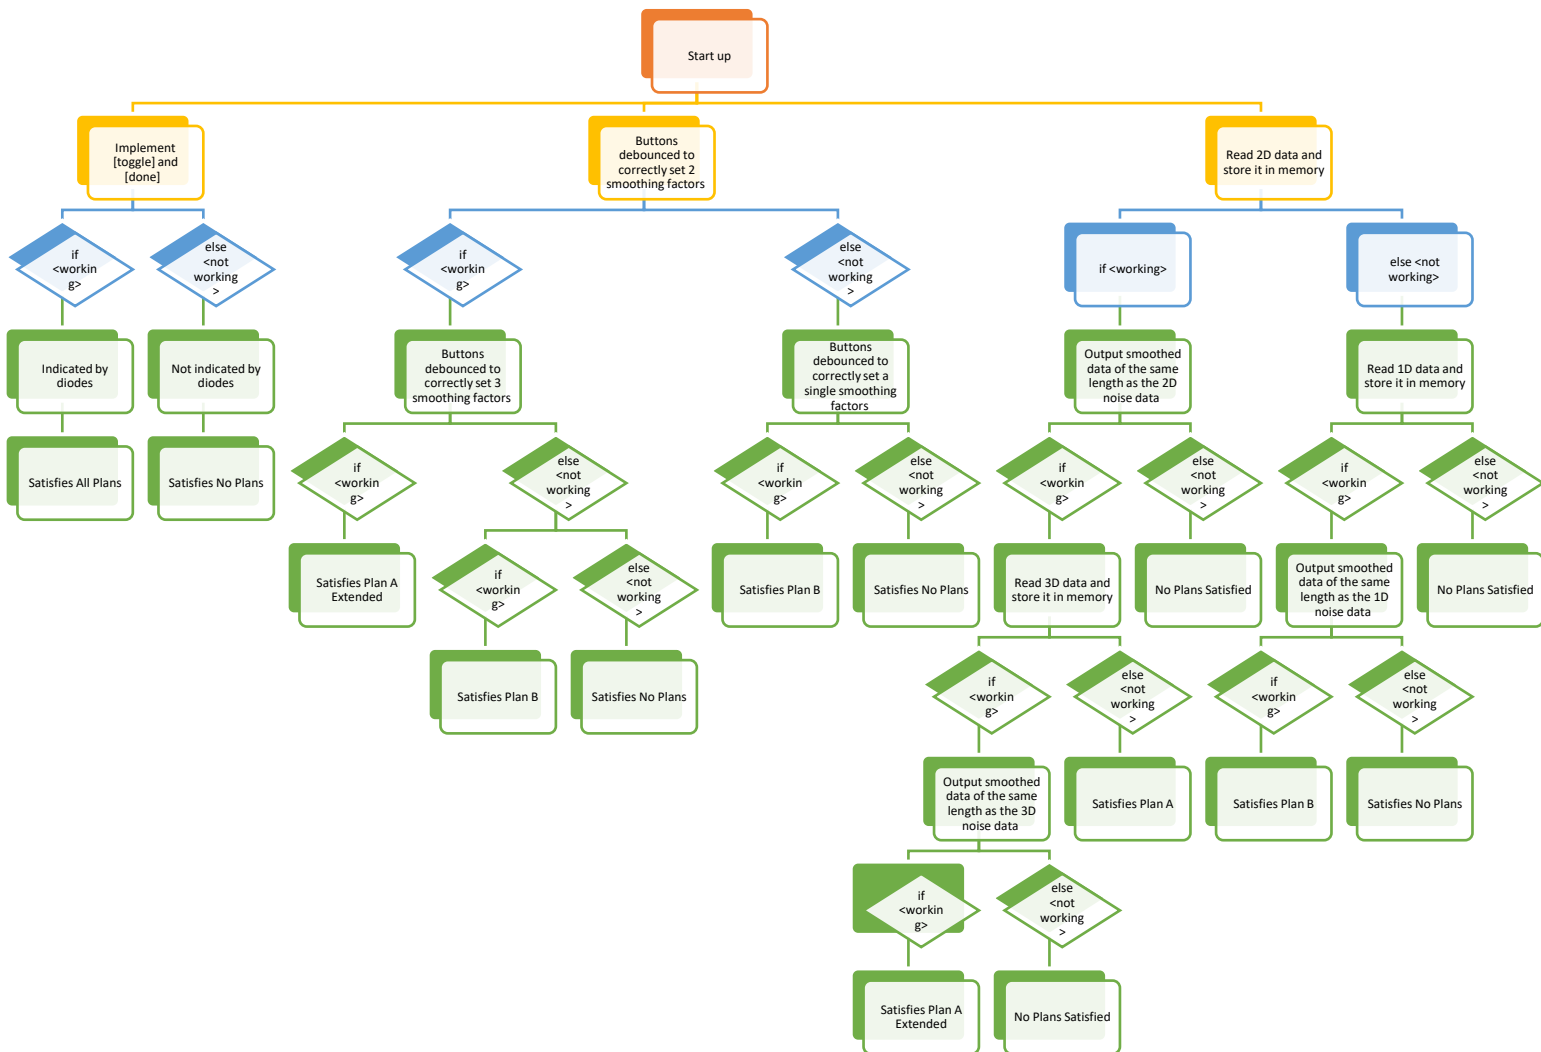 Start up
Implement
[toggle] and
[done]
Buttons
debounced to
correctly set 2
smoothing factors
Read 2D data and
store it in memory
if
<workin
g>
else
<not
working
>
if
<workin
g>
else
<not
working
>
if <working>
else <not
working>
Indicated by
diodes
Not indicated by
diodes
Buttons
debounced to
correctly set 3
smoothing factors
Buttons
debounced to
correctly set a
single smoothing
factors
Output smoothed
data of the same
length as the 2D
noise data
Read 1D data and
store it in memory
Satisfies All Plans
Satisfies No Plans
if
<workin
g>
else
<not
working
>
if
<workin
g>
else
<not
working
>
if
<workin
g>
else
<not
working
>
if
<workin
g>
else
<not
working
>
Satisfies Plan A
Extended
if
<workin
g>
else
<not
working
>
Satisfies Plan B
Satisfies No Plans
Read 3D data and
store it in memory
No Plans Satisfied
Output smoothed
data of the same
length as the 1D
noise data
No Plans Satisfied
Satisfies Plan B
Satisfies No Plans
if
<workin
g>
else
<not
working
>
if
<workin
g>
else
<not
working
>
Output smoothed
data of the same
length as the 3D
noise data
Satisfies Plan A
Satisfies Plan B
Satisfies No Plans
if
<workin
g>
else
<not
working
>
Satisfies Plan A
Extended
No Plans Satisfied